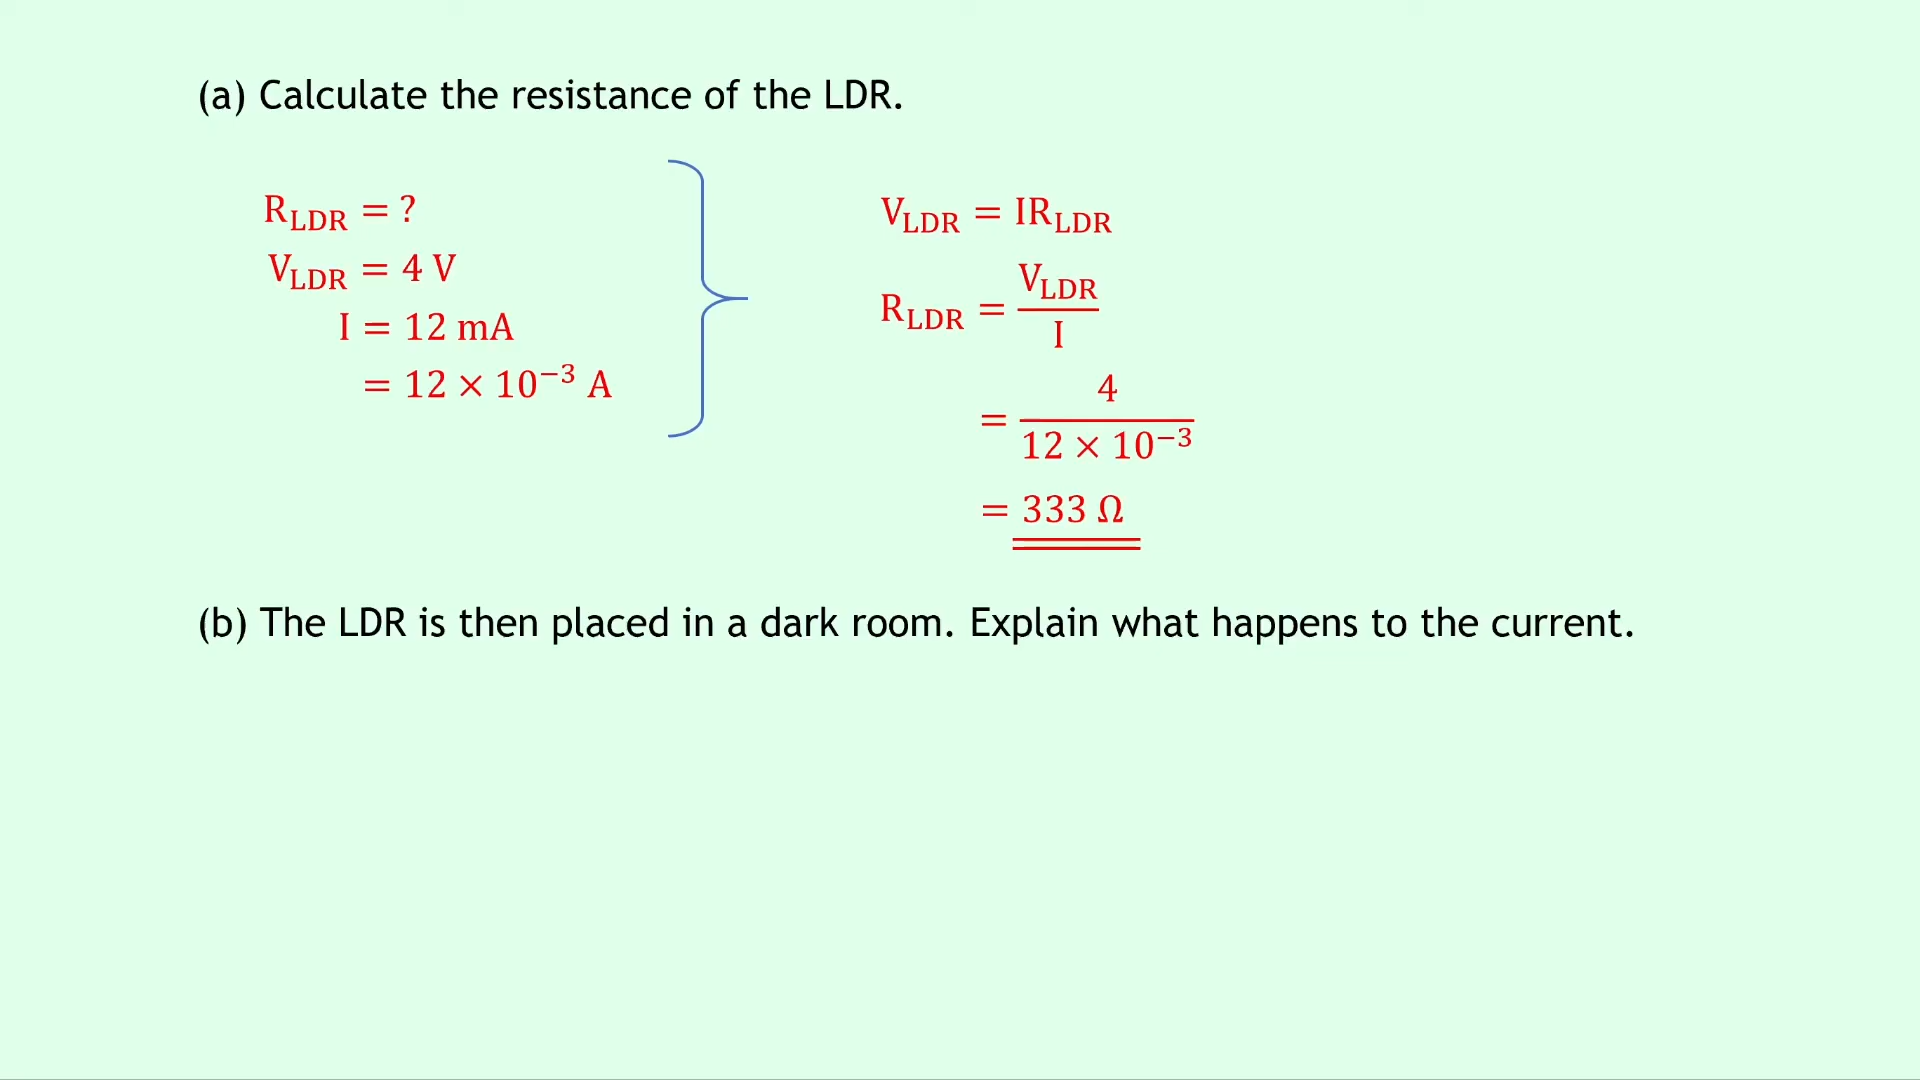 (a) Calculate the resistance of the LDR.
R_LDR = ?
V_LDR = 4 V
I = 12 mA
= 12 × 10⁻³ A
V_LDR = IR_LDR
R_LDR = V_LDR / I
= 4 / 12 × 10⁻³
= 333 Ω
(b) The LDR is then placed in a dark room. Explain what happens to the current.